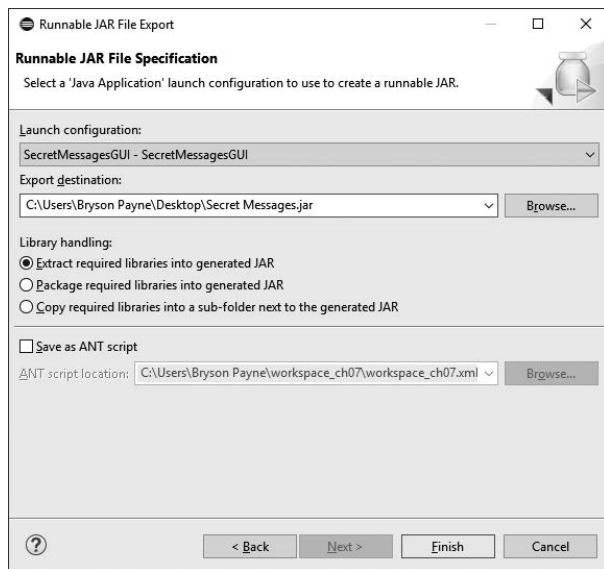 Runnable JAR File Export
Runnable JAR File Specification
Select a 'Java Application' launch configuration to use to create a runnable JAR.
Launch configuration:
SecretMessagesGUI - SecretMessagesGUI
Export destination:
C:\Users\Bryson Payne\Desktop\Secret Messages.jar
Browse...
Library handling:
Extract required libraries into generated JAR
Package required libraries into generated JAR
Copy required libraries into a sub-folder next to the generated JAR
Save as ANT script
ANT script location: C:\Users\Bryson Payne\workspace_ch07\workspace_ch07.xml Browse...
? < Back Next > Finish Cancel